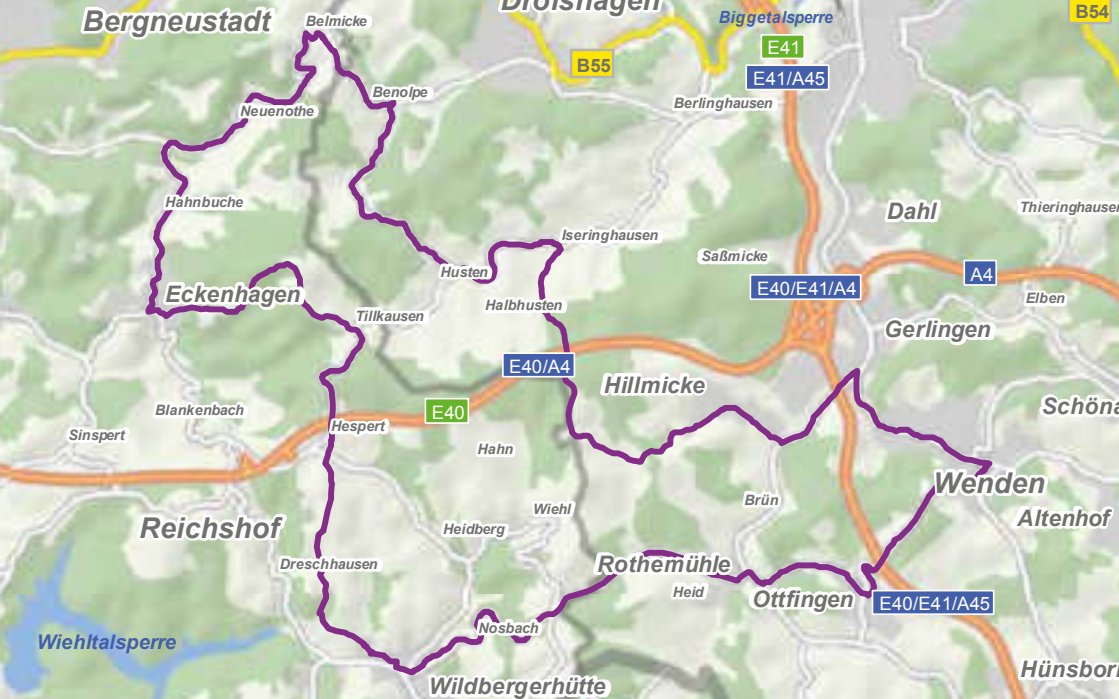 Drolshagen
B54
Bergneustadt
Belmicke
Biggetalsperre
E41
B55
E41/A45
Benolpe
Berlinghausen
Neuenothe
Hahnbuche
Dahl
Thieringhauser
Iseringhausen
Saßmicke
Husten
A4
Eckenhagen
E40/E41/A4
Halbhusten
Elben
Tillkausen
Gerlingen
E40/A4
Hillmicke
Blankenbach
E40
Schöna
Hespert
Sinspert
Hahn
Wenden
Brün
Wiehl
Altenhof
Reichshof
Heidberg
Dreschhausen
Rothemühle
Heid
Ottfingen
E40/E41/A45
Nosbach
Wiehltalsperre
Hünsborn
Wildbergerhütte